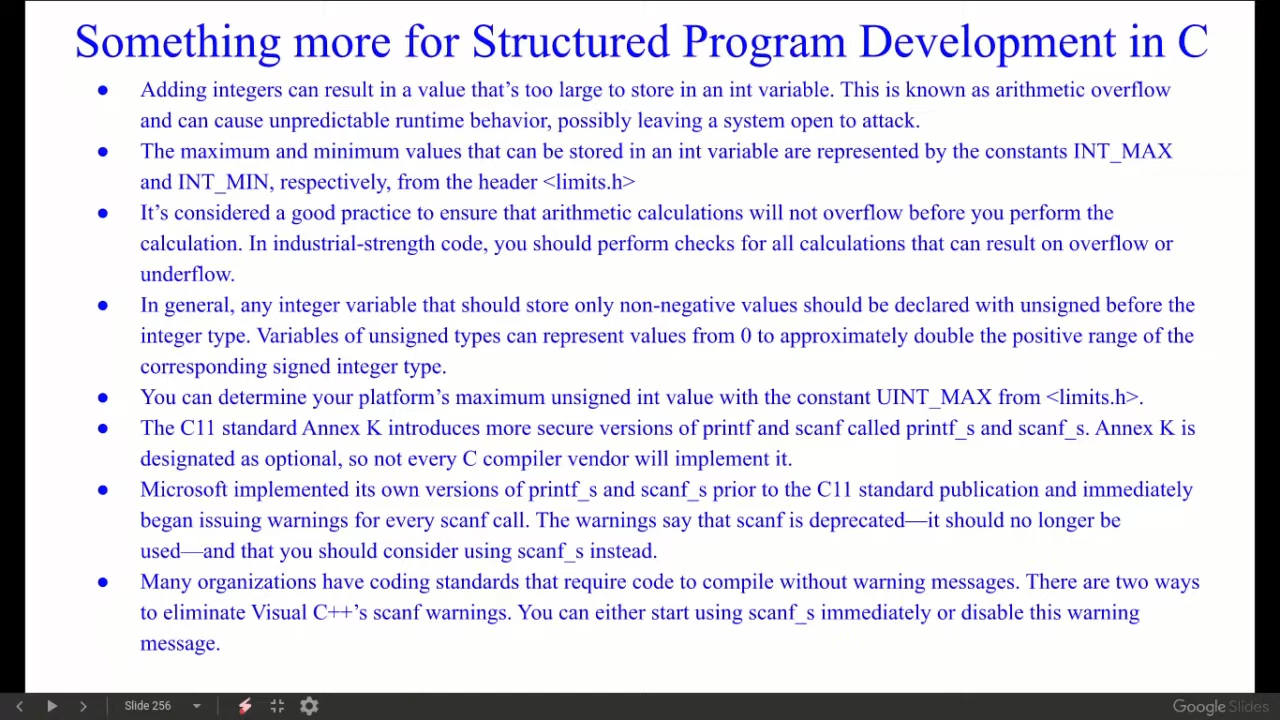 Something more for Structured Program Development in C
● Adding integers can result in a value that’s too large to store in an int variable. This is known as arithmetic overflow
and can cause unpredictable runtime behavior, possibly leaving a system open to attack.
● The maximum and minimum values that can be stored in an int variable are represented by the constants INT_MAX
and INT_MIN, respectively, from the header <limits.h>
● It’s considered a good practice to ensure that arithmetic calculations will not overflow before you perform the
calculation. In industrial-strength code, you should perform checks for all calculations that can result on overflow or
underflow.
● In general, any integer variable that should store only non-negative values should be declared with unsigned before the
integer type. Variables of unsigned types can represent values from 0 to approximately double the positive range of the
corresponding signed integer type.
● You can determine your platform’s maximum unsigned int value with the constant UINT_MAX from <limits.h>.
● The C11 standard Annex K introduces more secure versions of printf and scanf called printf_s and scanf_s. Annex K is
designated as optional, so not every C compiler vendor will implement it.
● Microsoft implemented its own versions of printf_s and scanf_s prior to the C11 standard publication and immediately
began issuing warnings for every scanf call. The warnings say that scanf is deprecated—it should no longer be
used—and that you should consider using scanf_s instead.
● Many organizations have coding standards that require code to compile without warning messages. There are two ways
to eliminate Visual C++’s scanf warnings. You can either start using scanf_s immediately or disable this warning
message.
Slide 256
Google Slides